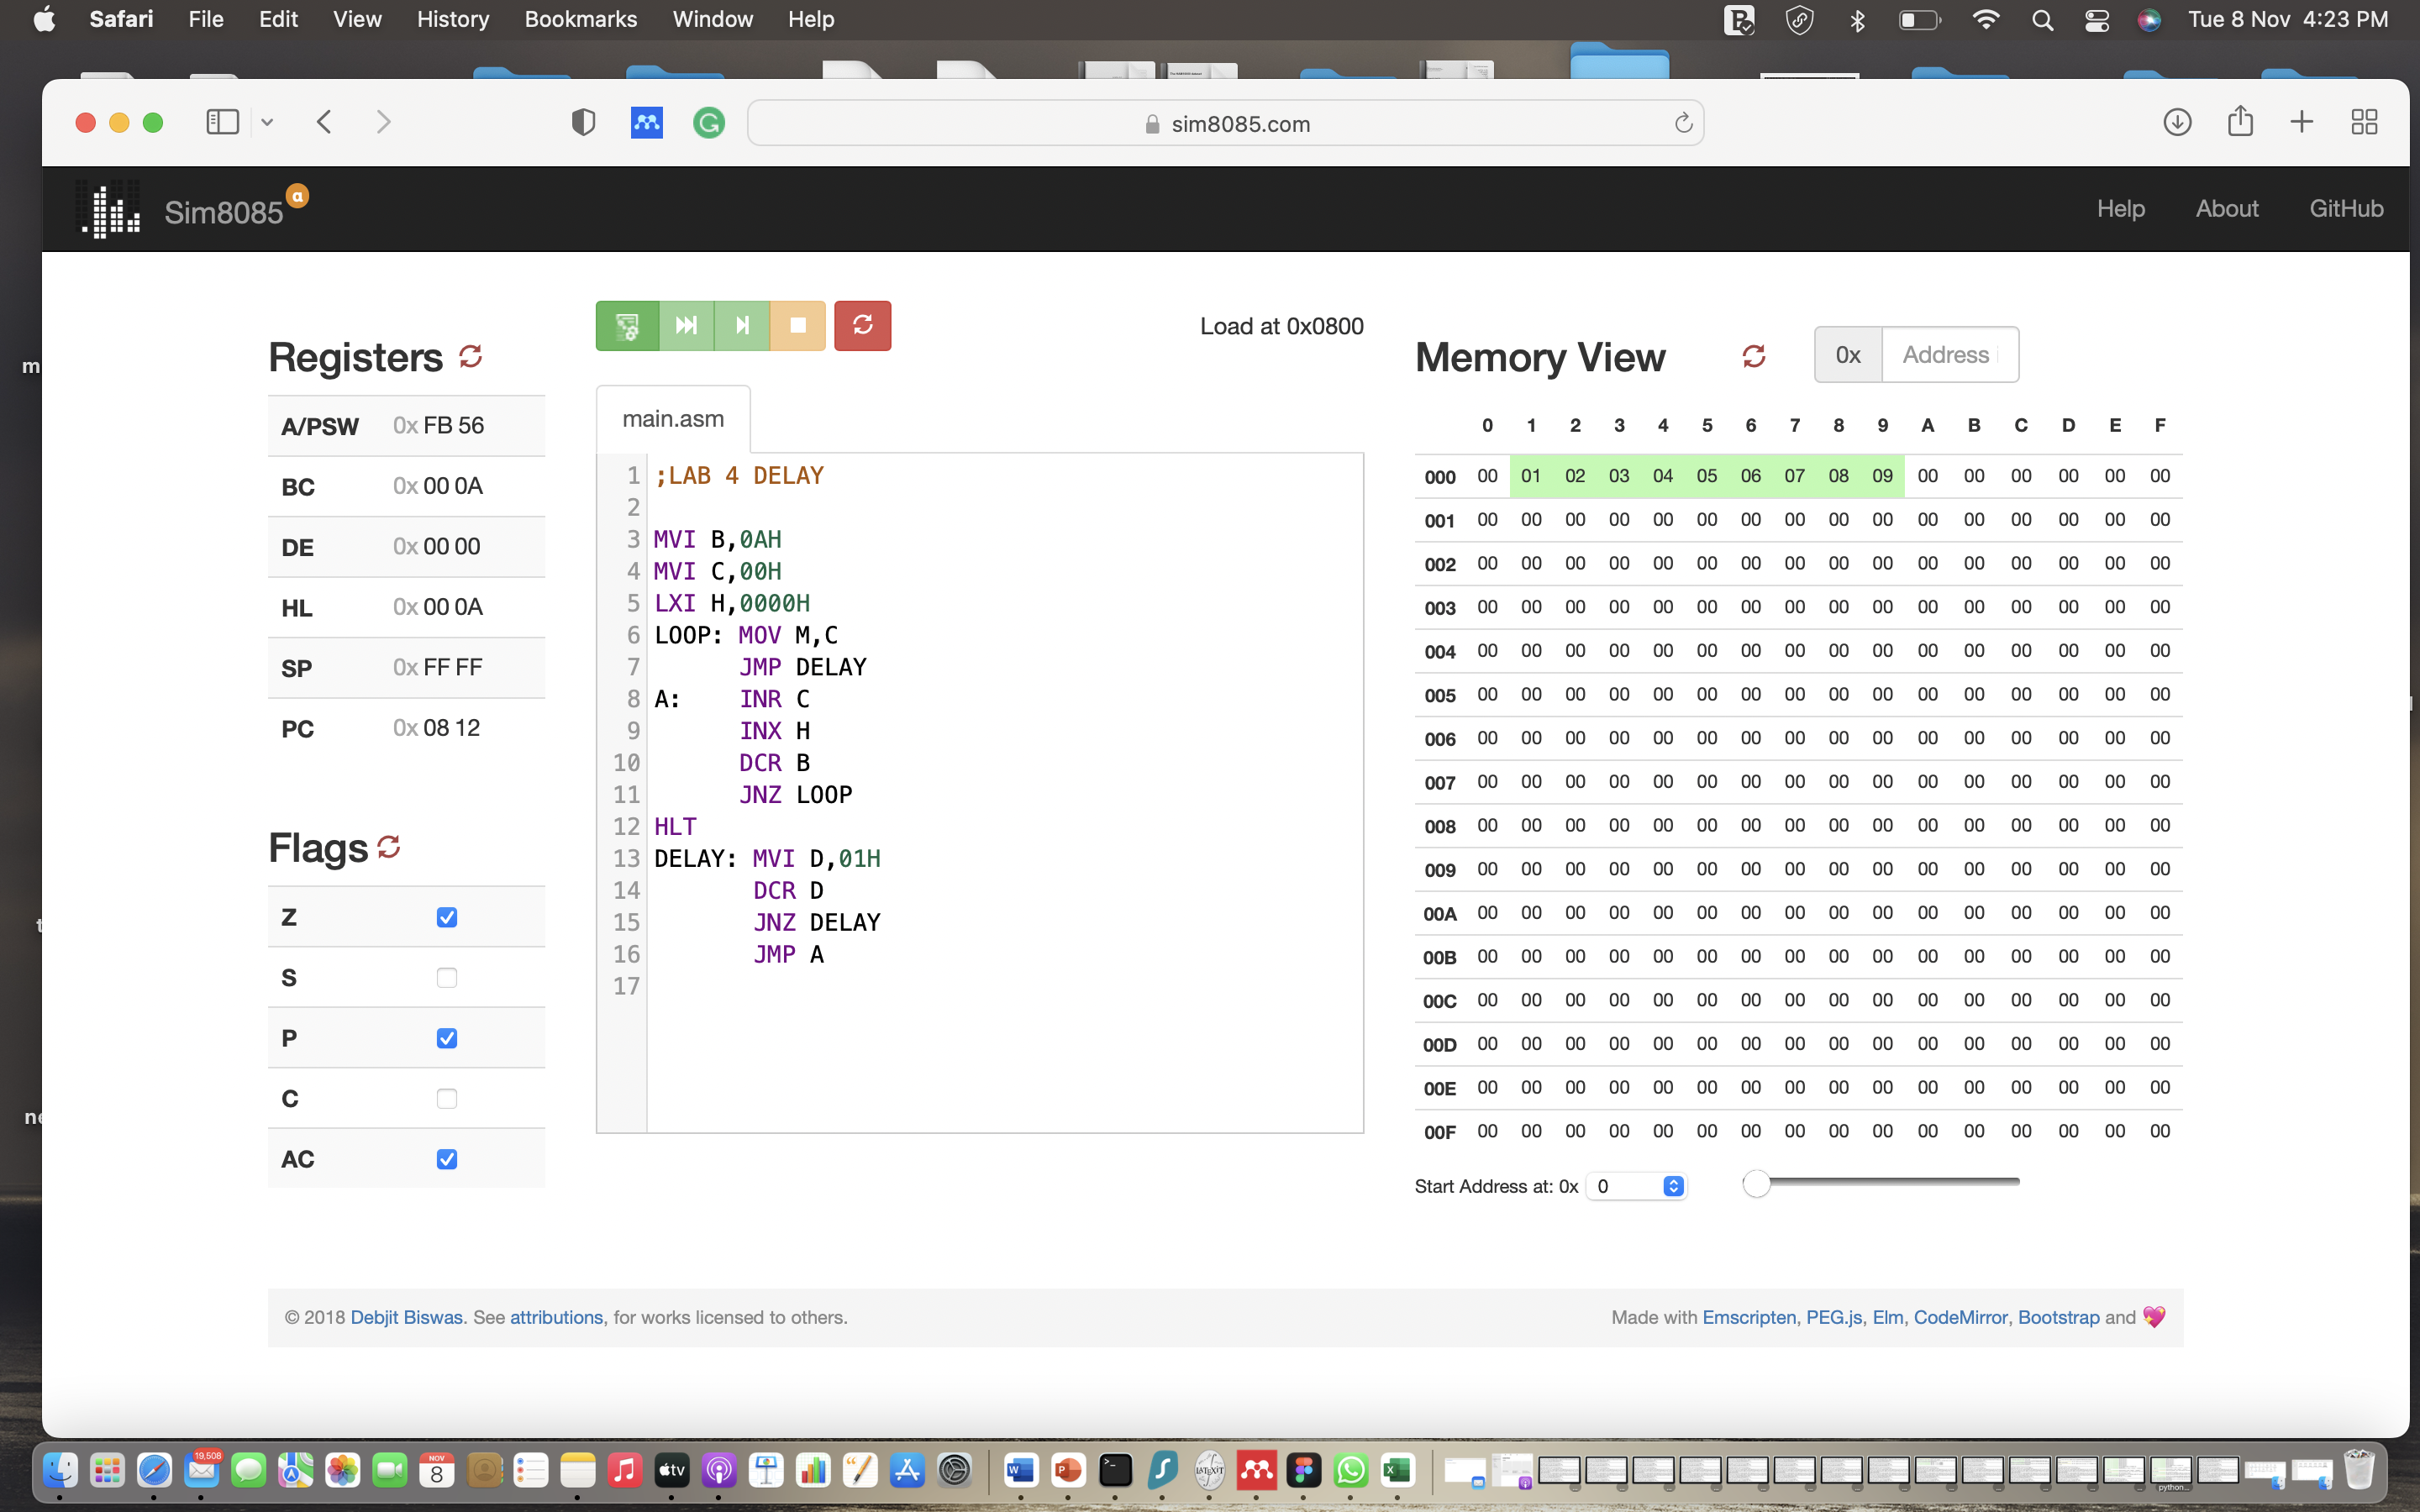 Safari File Edit View History Bookmarks Window Help Tue 8 Nov 4:23 PM
sim8085.com
Sim8085 α Help About GitHub
Load at 0x0800
Registers
A/PSW 0x FB 56
BC 0x 00 0A
DE 0x 00 00
HL 0x 00 0A
SP 0x FF FF
PC 0x 08 12
Flags
Z
S
P
C
AC
main.asm
1 ;LAB 4 DELAY
2
3 MVI B,0AH
4 MVI C,00H
5 LXI H,0000H
6 LOOP: MOV M,C
7 JMP DELAY
8 A: INR C
9 INX H
10 DCR B
11 JNZ LOOP
12 HLT
13 DELAY: MVI D,01H
14 DCR D
15 JNZ DELAY
16 JMP A
17
Memory View 0x Address
0 1 2 3 4 5 6 7 8 9 A B C D E F
000 00 01 02 03 04 05 06 07 08 09 00 00 00 00 00 00
001 00 00 00 00 00 00 00 00 00 00 00 00 00 00 00 00
002 00 00 00 00 00 00 00 00 00 00 00 00 00 00 00 00
003 00 00 00 00 00 00 00 00 00 00 00 00 00 00 00 00
004 00 00 00 00 00 00 00 00 00 00 00 00 00 00 00 00
005 00 00 00 00 00 00 00 00 00 00 00 00 00 00 00 00
006 00 00 00 00 00 00 00 00 00 00 00 00 00 00 00 00
007 00 00 00 00 00 00 00 00 00 00 00 00 00 00 00 00
008 00 00 00 00 00 00 00 00 00 00 00 00 00 00 00 00
009 00 00 00 00 00 00 00 00 00 00 00 00 00 00 00 00
00A 00 00 00 00 00 00 00 00 00 00 00 00 00 00 00 00
00B 00 00 00 00 00 00 00 00 00 00 00 00 00 00 00 00
00C 00 00 00 00 00 00 00 00 00 00 00 00 00 00 00 00
00D 00 00 00 00 00 00 00 00 00 00 00 00 00 00 00 00
00E 00 00 00 00 00 00 00 00 00 00 00 00 00 00 00 00
00F 00 00 00 00 00 00 00 00 00 00 00 00 00 00 00 00
Start Address at: 0x 0
© 2018 Debjit Biswas. See attributions, for works licensed to others.
Made with Emscripten, PEG.js, Elm, CodeMirror, Bootstrap and 💖
19,508
NOV
8
tv
python...